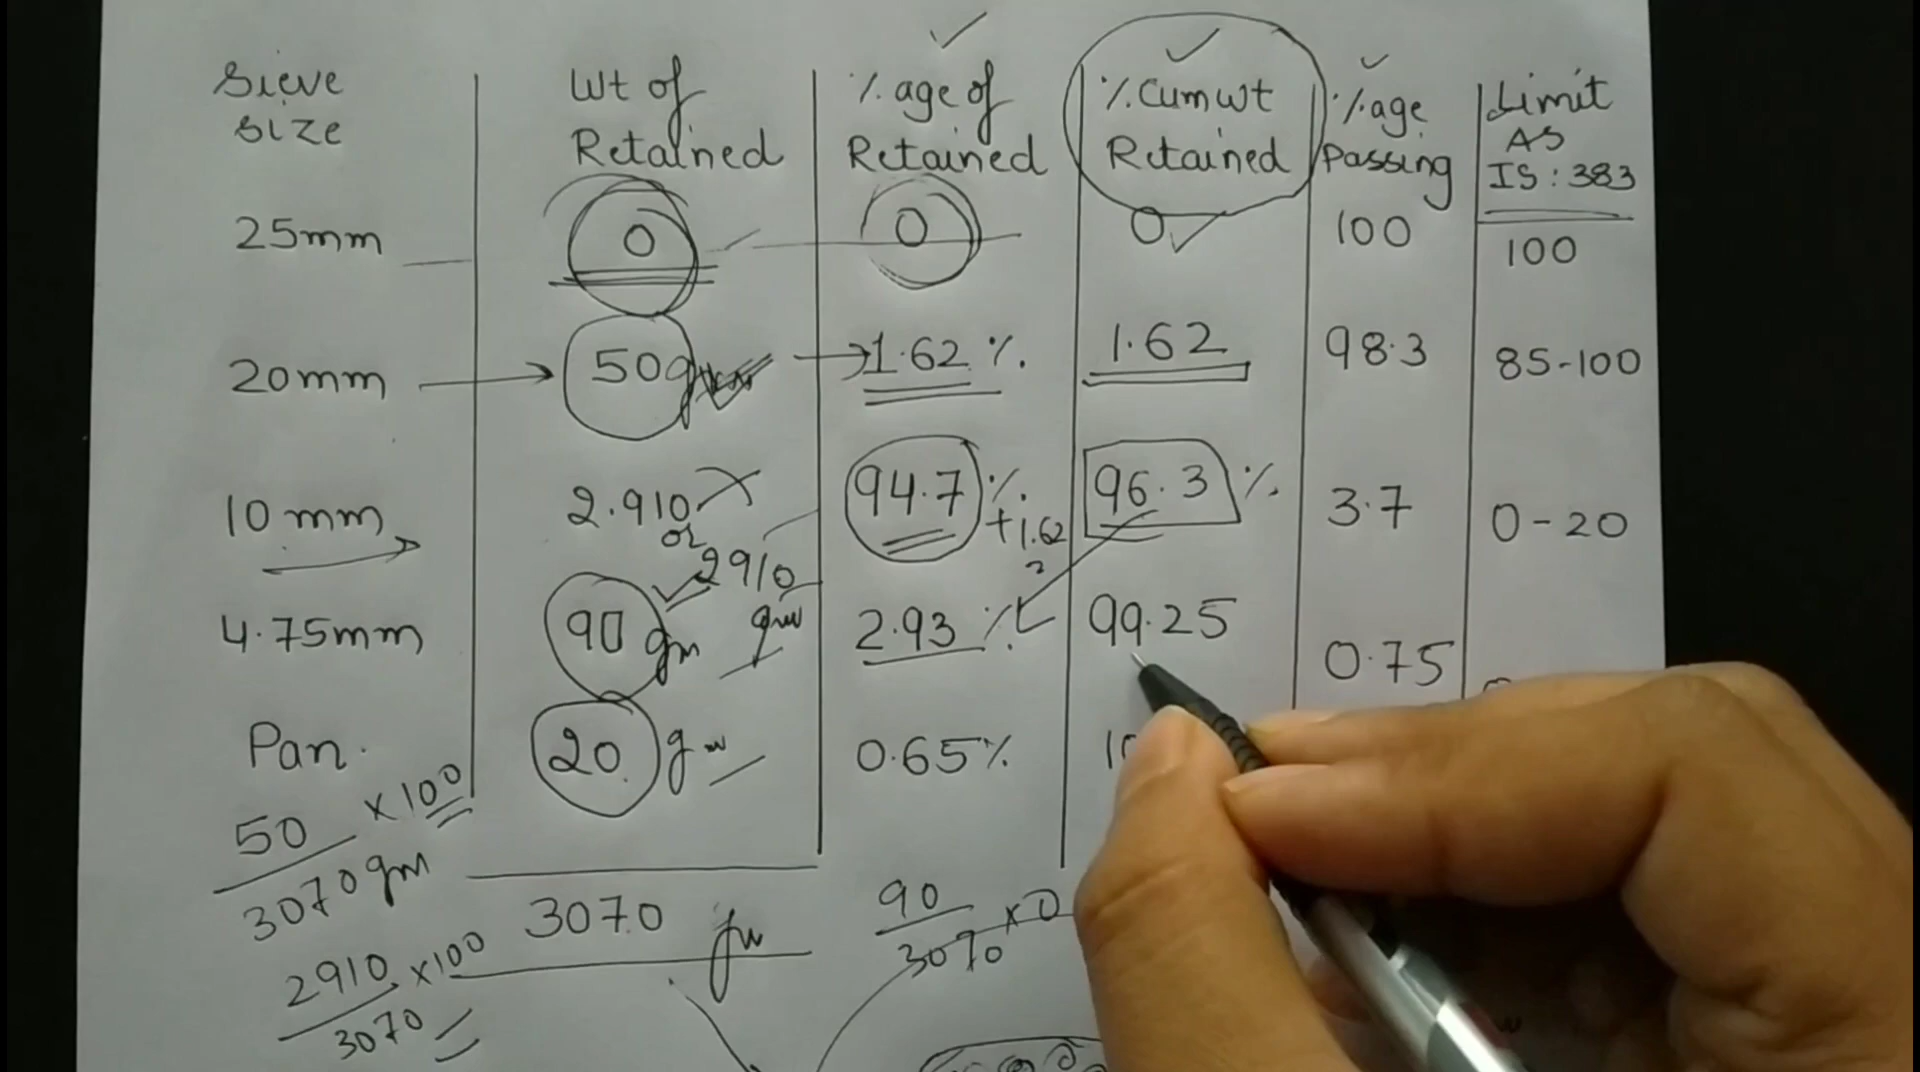 Sieve size | Wt of Retained | %age of Retained | % Cum wt Retained | %age Passing | Limit AS IS:383
25mm | 0 | 0 | 0 | 100 | 100
20mm | 50gm | 1.62 % | 1.62 | 98.3 | 85-100
10mm | 2.910 or 2910 gm | 94.7 % +1.62 | 96.3 % | 3.7 | 0-20
4.75mm | 90 gm | 2.93 % | 99.25 | 0.75
Pan. | 20 gm | 0.65%
50/3070gm x100
3070 gm
2910/3070 x100
90/3070 x0